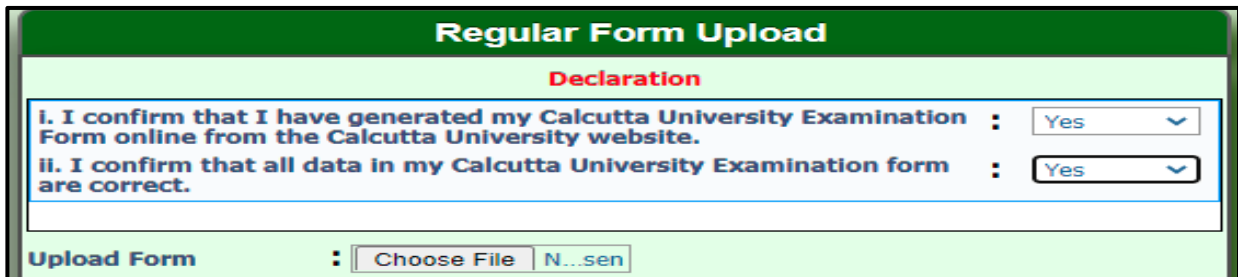 Regular Form Upload
Declaration
i. I confirm that I have generated my Calcutta University Examination : Yes
Form online from the Calcutta University website.
ii. I confirm that all data in my Calcutta University Examination form : Yes
are correct.
Upload Form : Choose File N...sen